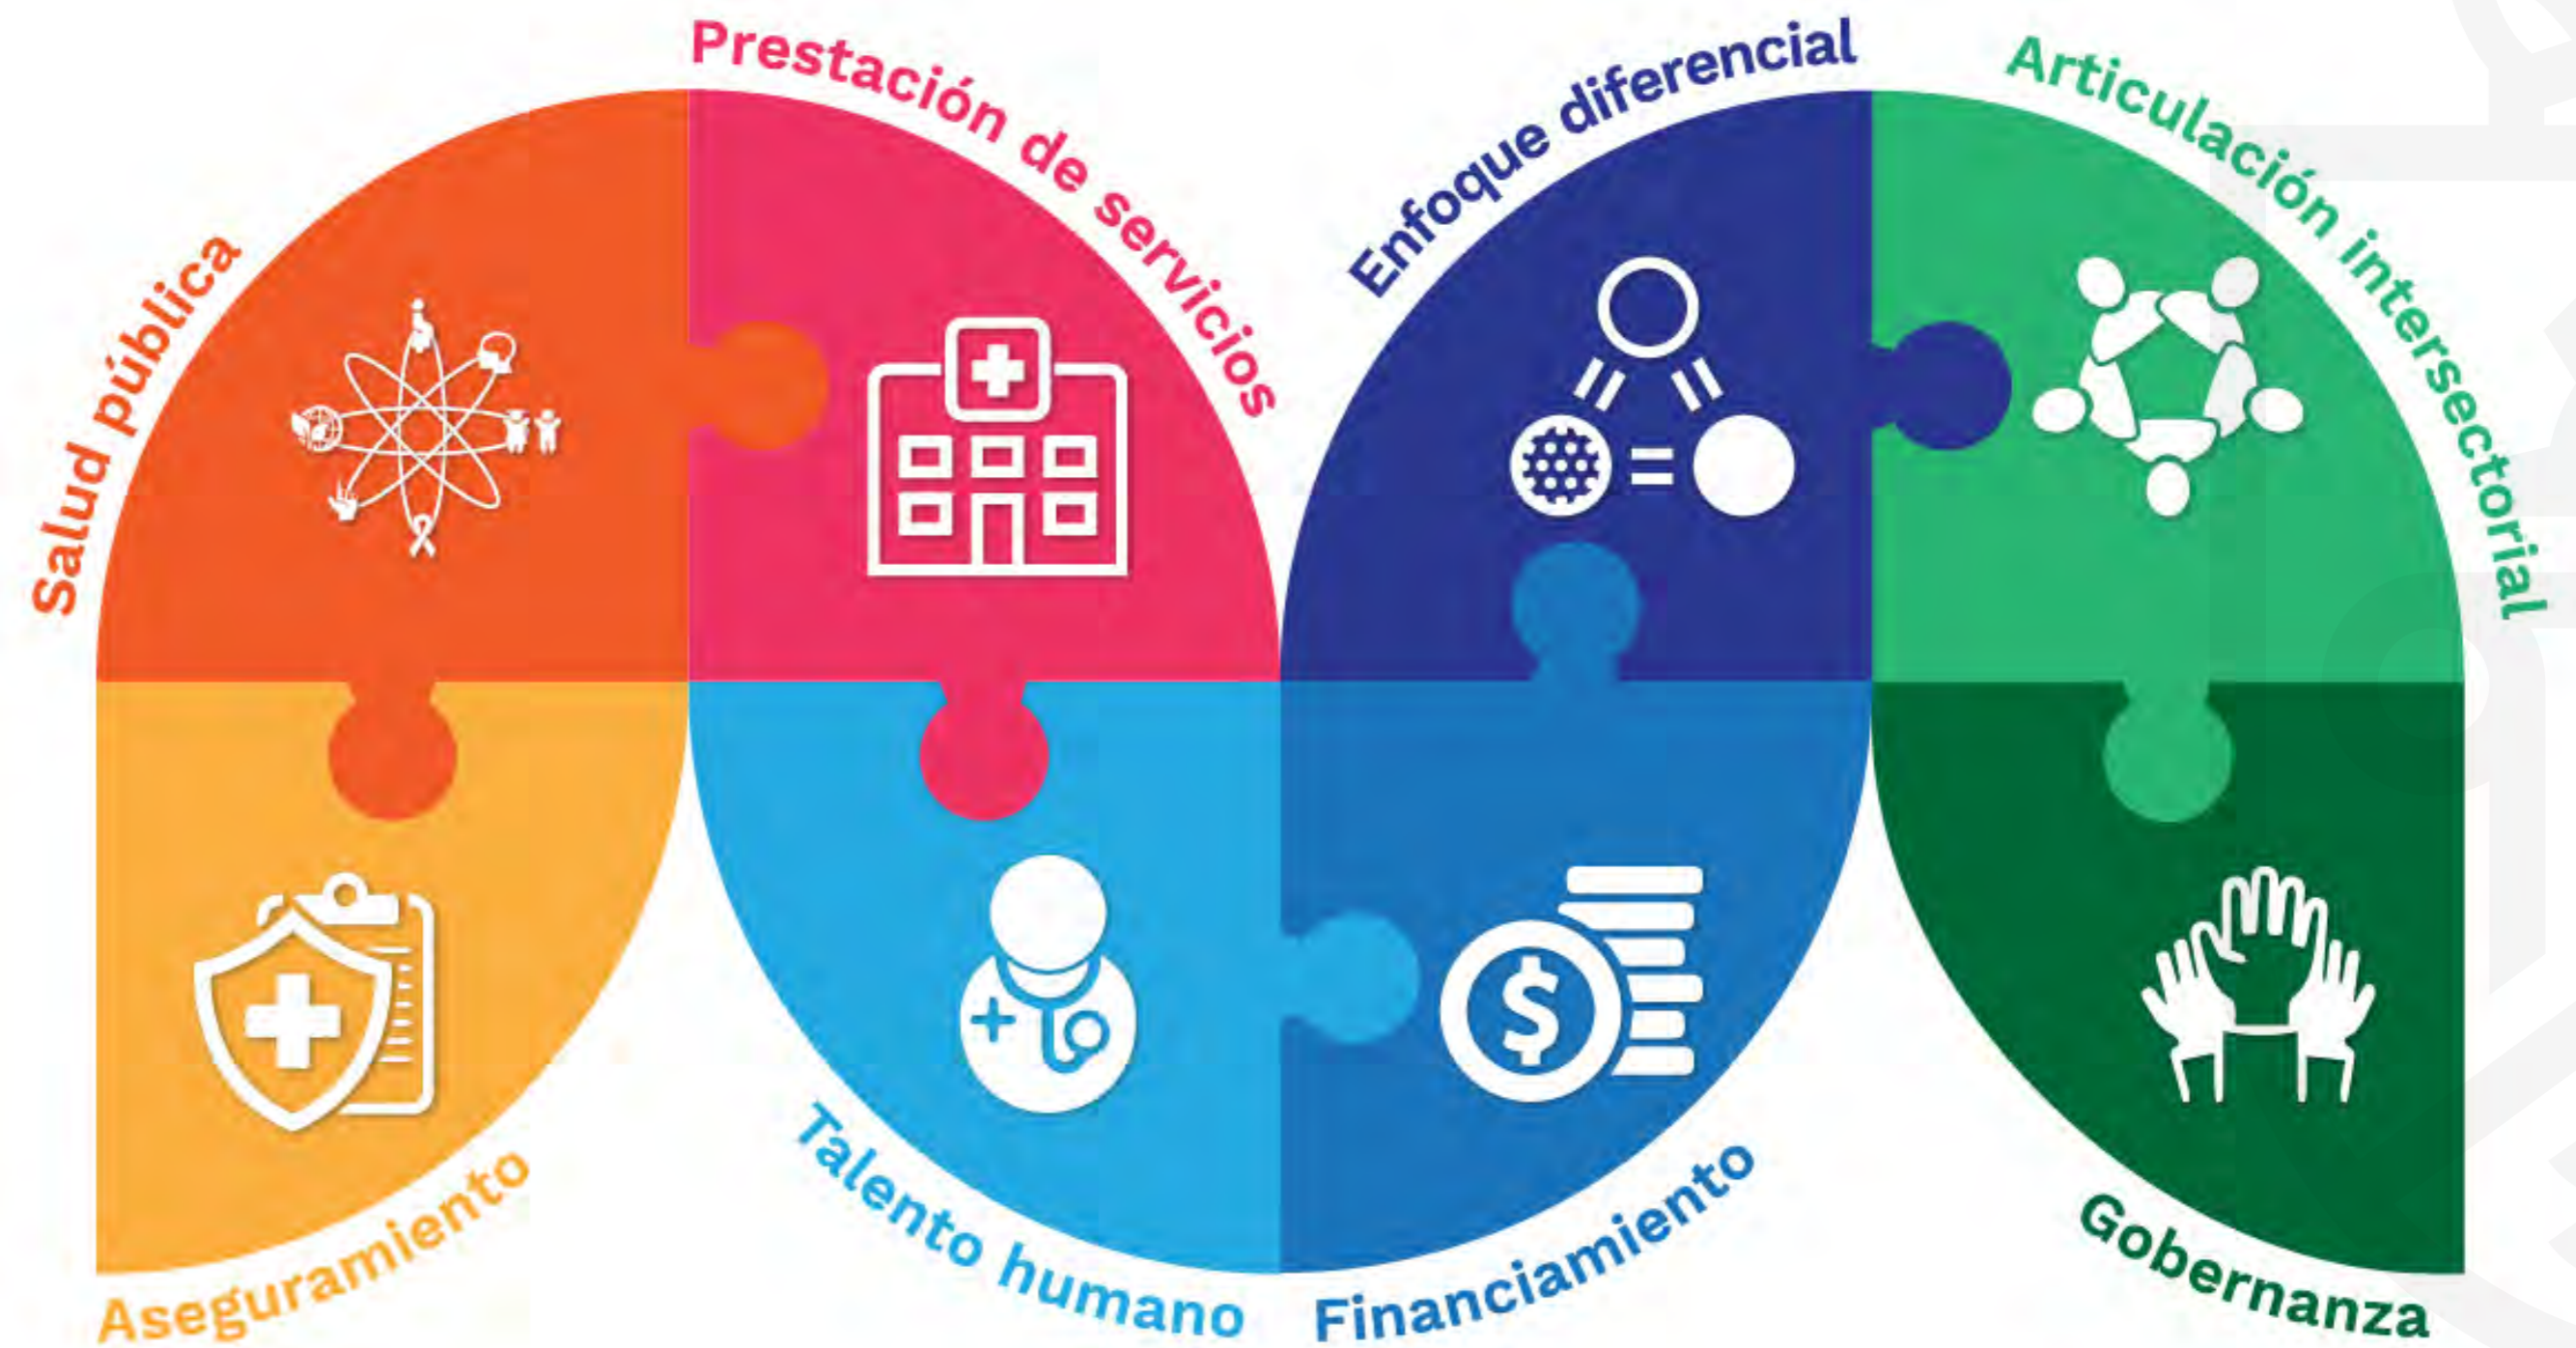 Salud pública
Prestación de servicios
Enfoque diferencial
Articulación intersectorial
Aseguramiento
Talento humano
Financiamiento
Gobernanza
$